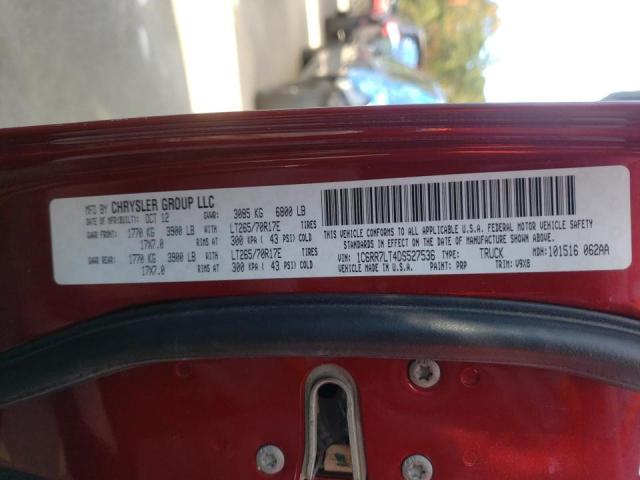 MFD BY CHRYSLER GROUP LLC
DATE OF MFR(BUILT): OCT 12 GVWR: 3085 KG 6800 LB
GAWR FRONT: 1770 KG 3900 LB WITH LT265/70R17E TIRES
17X7.0 RIMS AT 300 KPA ( 43 PSI) COLD
GAWR REAR: 1770 KG 3900 LB WITH LT265/70R17E TIRES
17X7.0 RIMS AT 300 KPA ( 43 PSI) COLD
THIS VEHICLE CONFORMS TO ALL APPLICABLE U.S.A. FEDERAL MOTOR VEHICLE SAFETY
STANDARDS IN EFFECT ON THE DATE OF MANUFACTURE SHOWN ABOVE.
VIN: 1C6RR7LT4DS527536 TYPE: TRUCK MDH: 101516 062AA
PAINT: PRP TRIM: V9X8
MADE IN U.S.A.